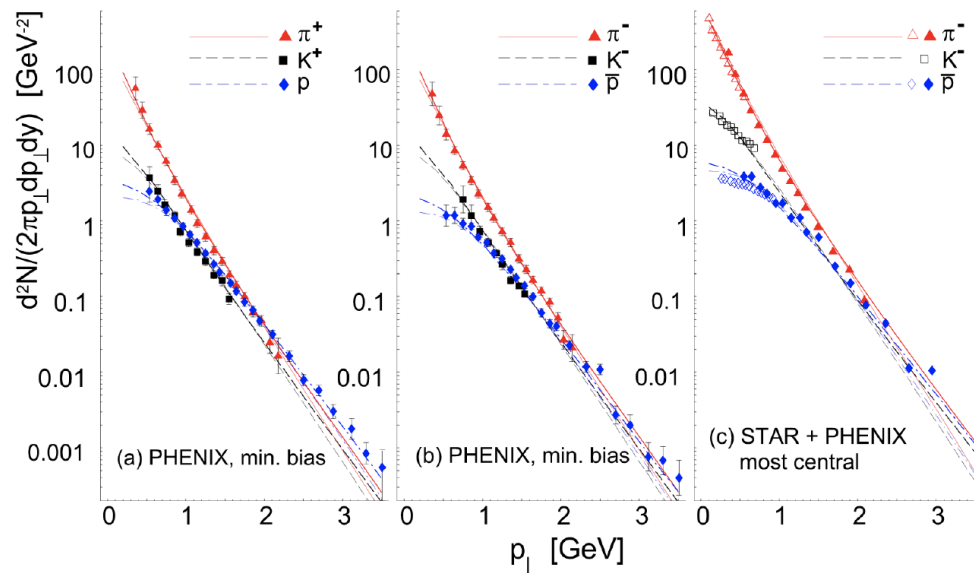 d²N/(2πp⊥dp⊥dy) [GeV⁻²]
π⁺
K⁺
p
100
10
1
0.1
0.01
0.001
(a) PHENIX, min. bias
0 1 2 3
π⁻
K⁻
p̅
100
10
1
0.1
0.01
(b) PHENIX, min. bias
0 1 2 3
π⁻
K⁻
p̅
100
10
1
0.1
0.01
(c) STAR + PHENIX
most central
0 1 2 3
p⊥ [GeV]